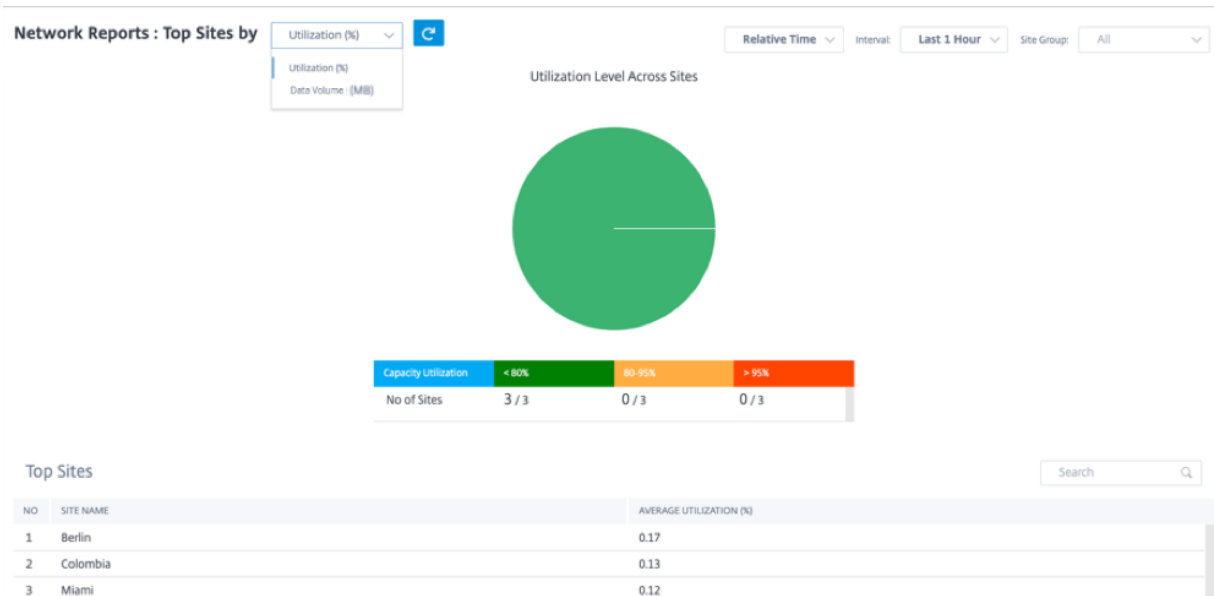 Network Reports : Top Sites by Utilization (%)
Relative Time Interval: Last 1 Hour Site Group: All
Utilization (%)
Data Volume (MB)
Utilization Level Across Sites
Capacity Utilization < 80% 80-95% > 95%
No of Sites 3 / 3 0 / 3 0 / 3
Top Sites Search
NO SITE NAME AVERAGE UTILIZATION (%)
1 Berlin 0.17
2 Colombia 0.13
3 Miami 0.12